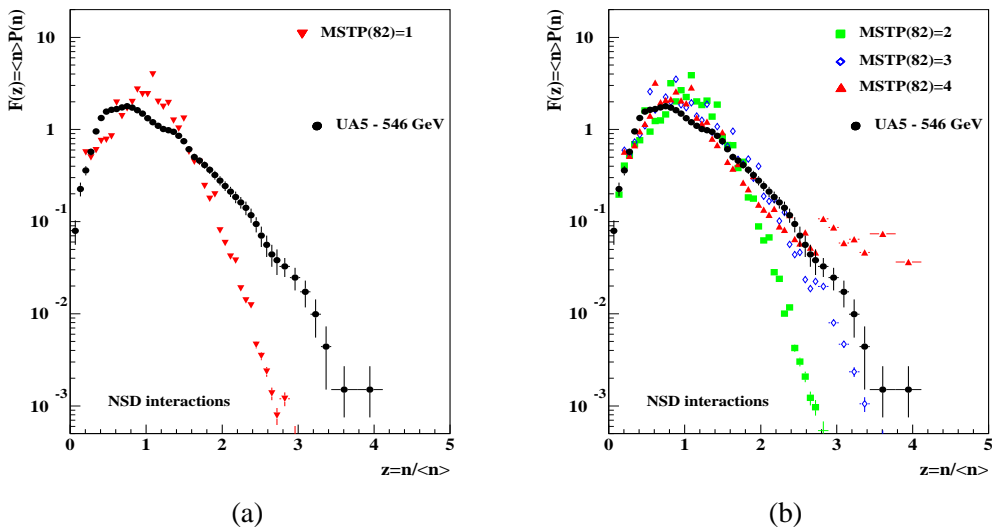 F(z)=<n>P(n)
10
1
10⁻¹
10⁻²
10⁻³
MSTP(82)=1
UA5 - 546 GeV
NSD interactions
0 1 2 3 4 5
z=n/<n>
(a)
F(z)=<n>P(n)
10
1
10⁻¹
10⁻²
10⁻³
MSTP(82)=2
MSTP(82)=3
MSTP(82)=4
UA5 - 546 GeV
NSD interactions
0 1 2 3 4 5
z=n/<n>
(b)